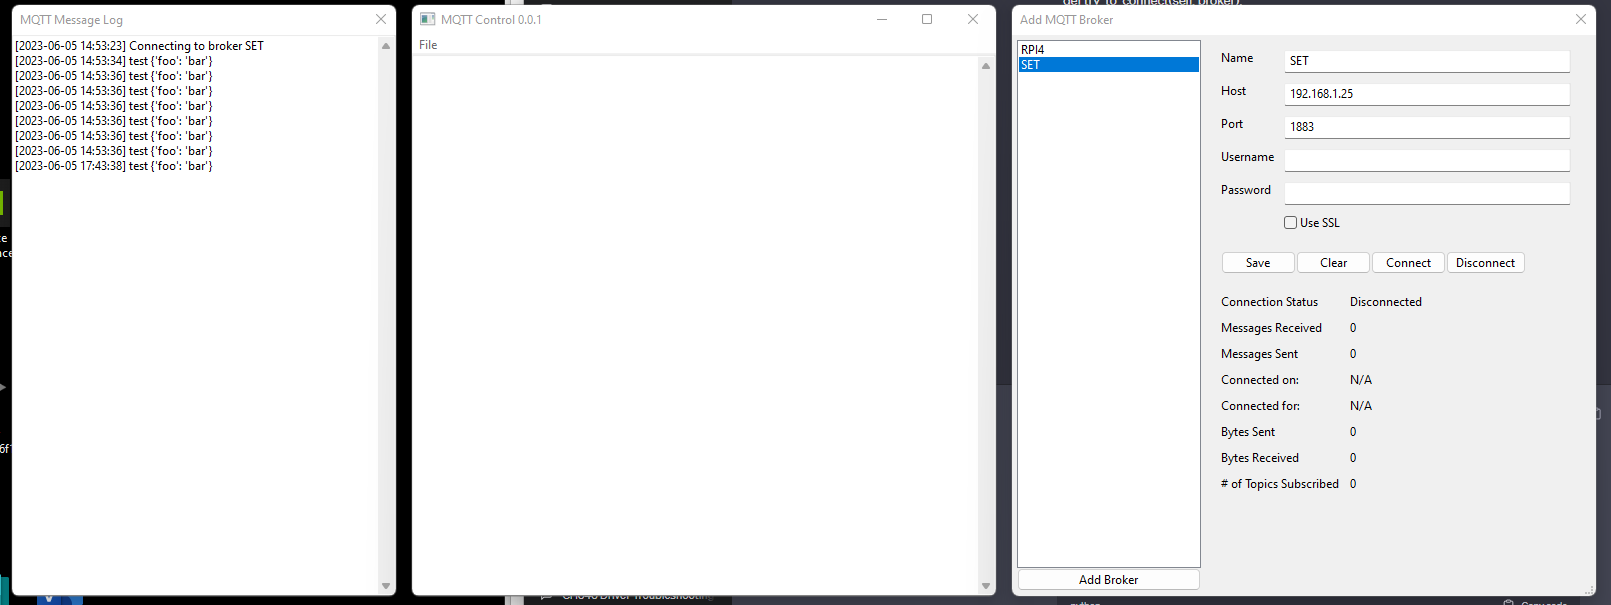 MQTT Message Log
[2023-06-05 14:53:23] Connecting to broker SET
[2023-06-05 14:53:34] test {'foo': 'bar'}
[2023-06-05 14:53:36] test {'foo': 'bar'}
[2023-06-05 14:53:36] test {'foo': 'bar'}
[2023-06-05 14:53:36] test {'foo': 'bar'}
[2023-06-05 14:53:36] test {'foo': 'bar'}
[2023-06-05 14:53:36] test {'foo': 'bar'}
[2023-06-05 14:53:36] test {'foo': 'bar'}
[2023-06-05 17:43:38] test {'foo': 'bar'}
MQTT Control 0.0.1
File
Add MQTT Broker
RPI4
SET
Add Broker
Name SET
Host 192.168.1.25
Port 1883
Username
Password
Use SSL
Save Clear Connect Disconnect
Connection Status Disconnected
Messages Received 0
Messages Sent 0
Connected on: N/A
Connected for: N/A
Bytes Sent 0
Bytes Received 0
# of Topics Subscribed 0